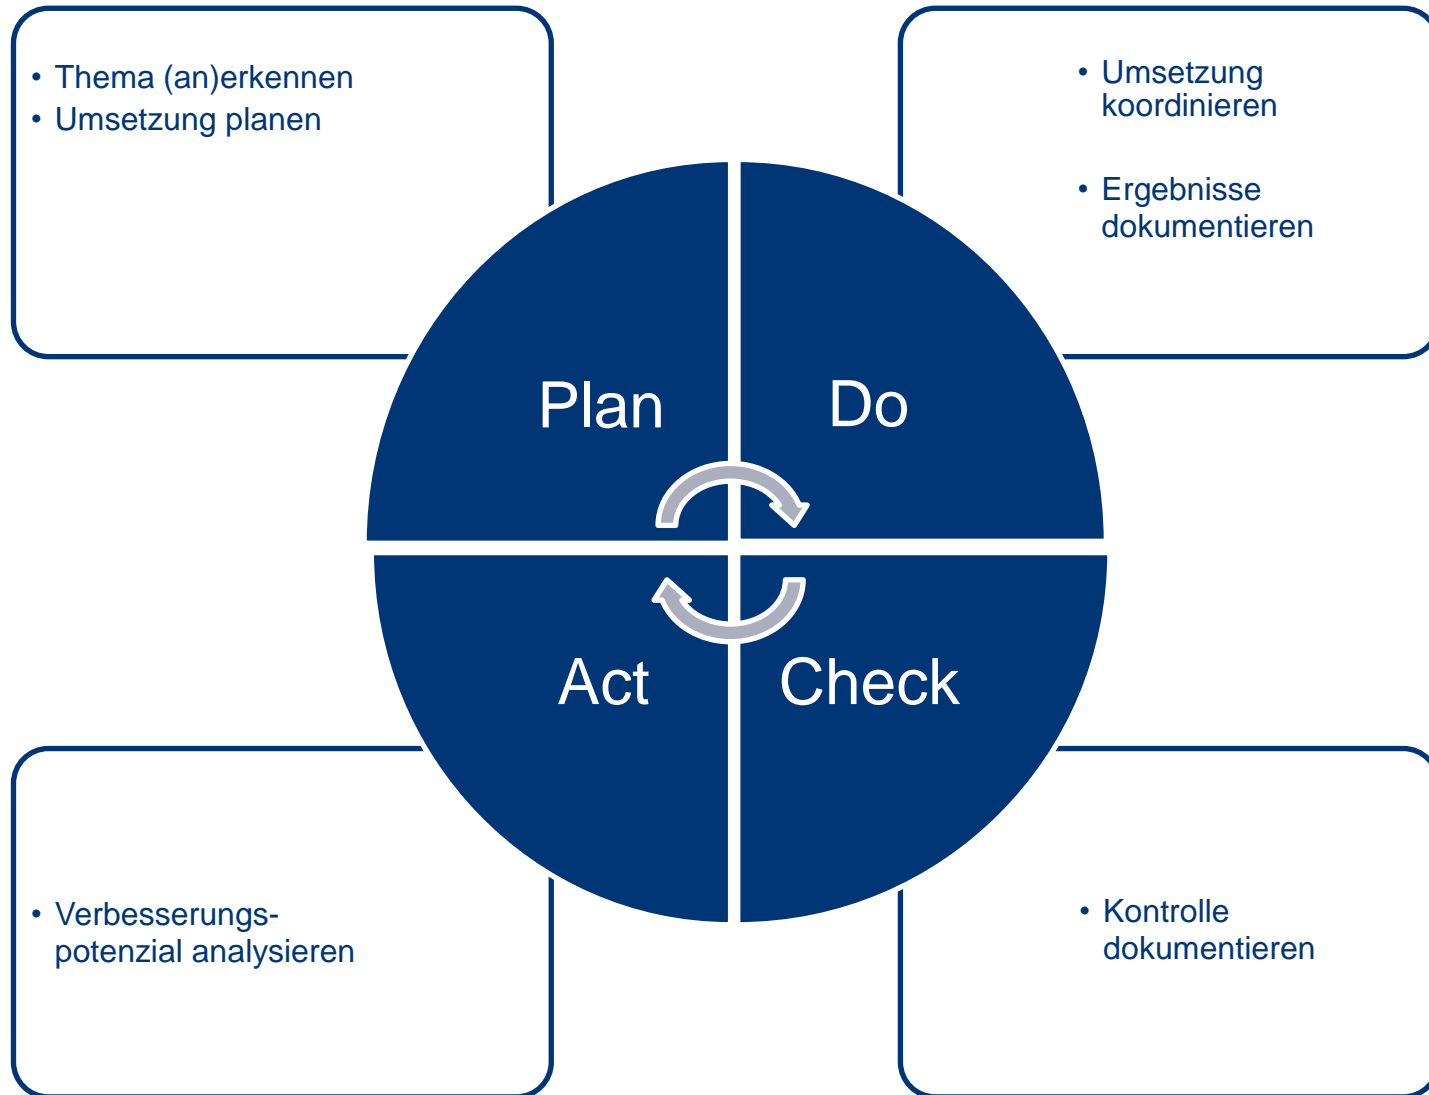 • Thema (an)erkennen
• Umsetzung planen
• Umsetzung
koordinieren
• Ergebnisse
dokumentieren
Plan
Do
Act
Check
• Verbesserungs-
potenzial analysieren
• Kontrolle
dokumentieren